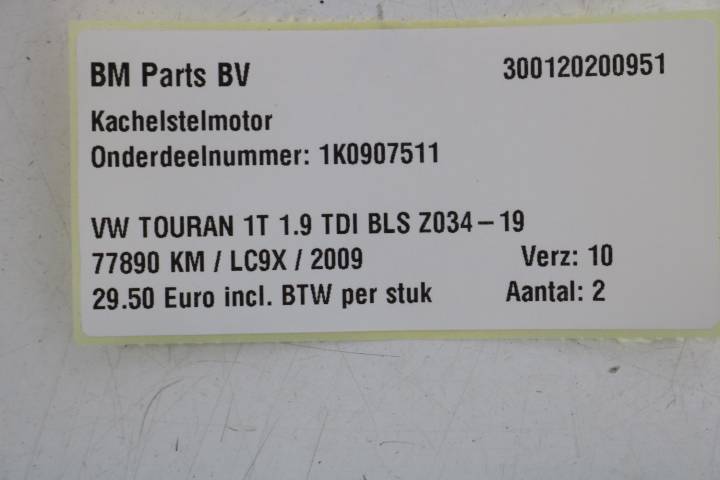 BM Parts BV 300120200951
Kachelstelmotor
Onderdeelnummer: 1K0907511
VW TOURAN 1T 1.9 TDI BLS Z034-19
77890 KM / LC9X / 2009 Verz: 10
29.50 Euro incl. BTW per stuk Aantal: 2